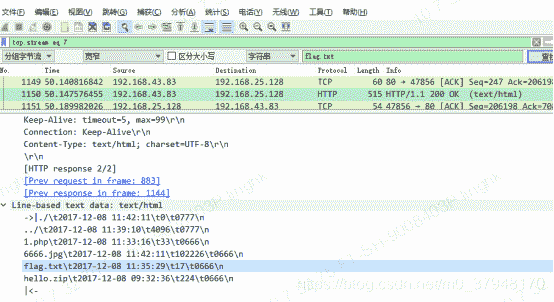 文件(F) 编辑(E) 视图(V) 跳转(G) 捕获(C) 分析(A) 统计(S) 电话(Y) 无线(W) 工具(T) 帮助(H)
tcp.stream eq 7
分组字节流 宽窄 区分大小写 字符串 flag.txt
No. Time Source Destination Protocol Length Info
1149 50.140816842 192.168.43.83 192.168.25.128 TCP 60 80 → 47856 [ACK] Seq=247 Ack=206198
1150 50.147576455 192.168.43.83 192.168.25.128 HTTP 515 HTTP/1.1 200 OK (text/html)
1151 50.189982026 192.168.25.128 192.168.43.83 TCP 54 47856 → 80 [ACK] Seq=206198 Ack=70
Keep-Alive: timeout=5, max=99\r\n
Connection: Keep-Alive\r\n
Content-Type: text/html; charset=UTF-8\r\n
\r\n
[HTTP response 2/2]
[Prev request in frame: 883]
[Prev response in frame: 1144]
Line-based text data: text/html
->|./\t2017-12-08 11:42:11\t0\t0777\n
../\t2017-12-08 11:39:10\t4096\t0777\n
1.php\t2017-12-08 11:33:16\t33\t0666\n
6666.jpg\t2017-12-08 11:42:11\t102226\t0666\n
flag.txt\t2017-12-08 11:35:29\t17\t0666\n
hello.zip\t2017-12-08 09:32:36\t224\t0666\n
|<-
https://blog.csdn.net/m0_37948170